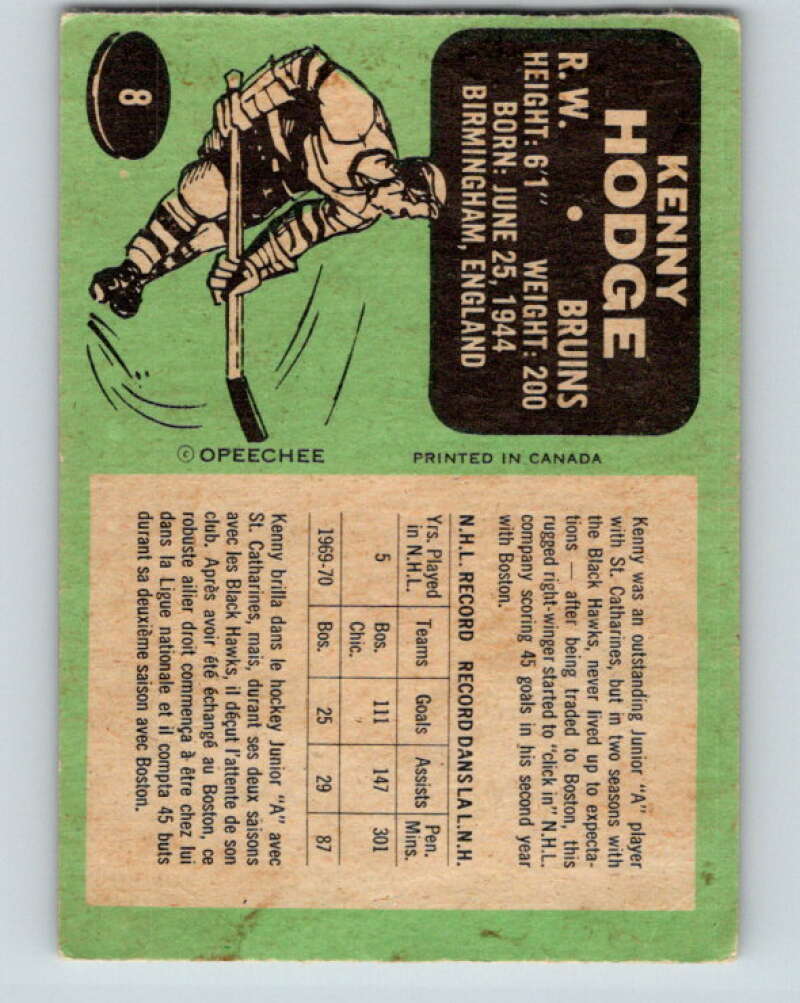 8
KENNY
HODGE
R. W. • BRUINS
HEIGHT: 6'1" WEIGHT: 200
BORN: JUNE 25, 1944
BIRMINGHAM, ENGLAND
© OPEECHEE
PRINTED IN CANADA
Kenny was an outstanding Junior "A" player
with St. Catharines, but in two seasons with
the Black Hawks, never lived up to expecta-
tions — after being traded to Boston, this
rugged right-winger started to "click in" N.H.L.
company scoring 45 goals in his second year
with Boston.
N.H.L. RECORD RECORD DANS LA L.N.H.
Yrs. Played in N.H.L. Teams Goals Assists Pen. Mins.
5 Bos. Chic. 111 147 301
1969-70 Bos. 25 29 87
Kenny brilla dans le hockey Junior "A" avec
St. Catharines, mais, durant ses deux saisons
avec les Black Hawks, il déçut l'attente de son
club. Après avoir été échangé au Boston, ce
robuste ailier droit commença à être chez lui
dans la Ligue nationale et il compta 45 buts
durant sa deuxième saison avec Boston.